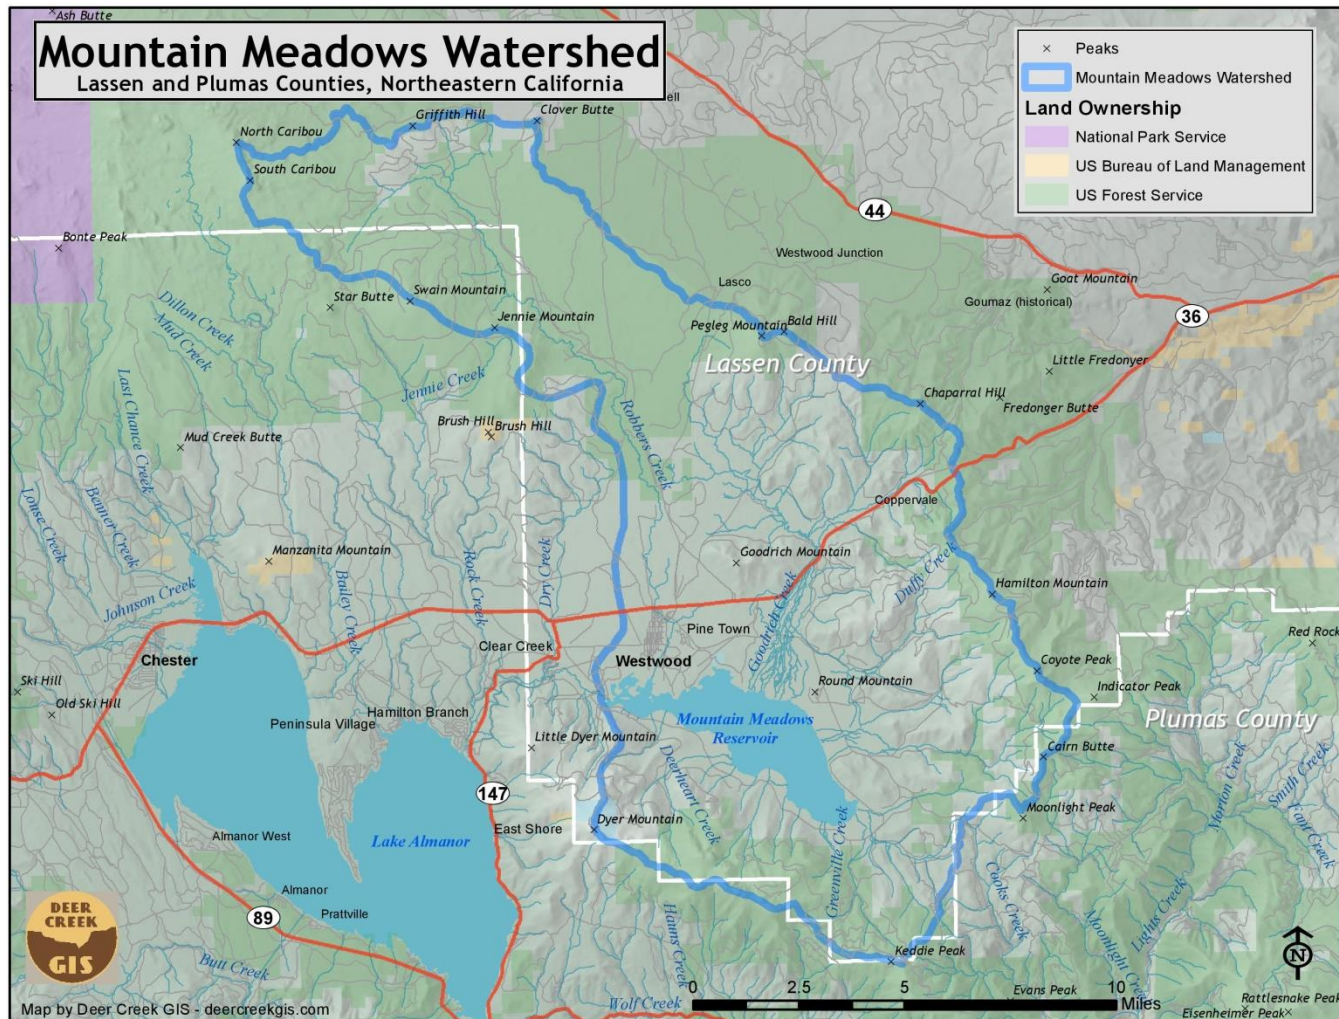 Ash Butte
Mountain Meadows Watershed
Lassen and Plumas Counties, Northeastern California
Peaks
Mountain Meadows Watershed
Land Ownership
National Park Service
US Bureau of Land Management
US Forest Service
Clover Butte
Griffith Hill
North Caribou
South Caribou
44
Bonte Peak
Westwood Junction
Goat Mountain
Lasco
Goumaz (historical)
Swain Mountain
Star Butte
Dillon Creek
Mud Creek
Jennie Mountain
Pegleg Mountain
Bald Hill
36
Lassen County
Little Fredonyer
Jennie Creek
Chaparral Hill
Fredonger Butte
Last Chance Creek
Robbers Creek
Brush Hill
Brush Hill
Mud Creek Butte
Louse Creek
Benner Creek
Coppervale
Manzanita Mountain
Goodrich Mountain
Rock Creek
Dry Creek
Duffy Creek
Hamilton Mountain
Johnson Creek
Bailey Creek
Goodrich Creek
Pine Town
Red Rock
Clear Creek
Chester
Westwood
Coyote Peak
Ski Hill
Round Mountain
Indicator Peak
Old Ski Hill
Hamilton Branch
Peninsula Village
Mountain Meadows
Reservoir
Plumas County
Little Dyer Mountain
Deerheart Creek
Cairn Butte
147
Morton Creek
Smith Creek
Yant Creek
Moonlight Peak
Dyer Mountain
East Shore
Almanor West
Lake Almanor
Greenville Creek
Cooks Creek
Almanor
Prattville
89
DEER
CREEK
GIS
Hauns Creek
Moonlight Creek
Lights Creek
Keddie Peak
N
Butt Creek
Wolf Creek
0 2.5 5 10
Miles
Evans Peak
Rattlesnake Peak
Eisenheimer Peak
Map by Deer Creek GIS - deercreekgis.com